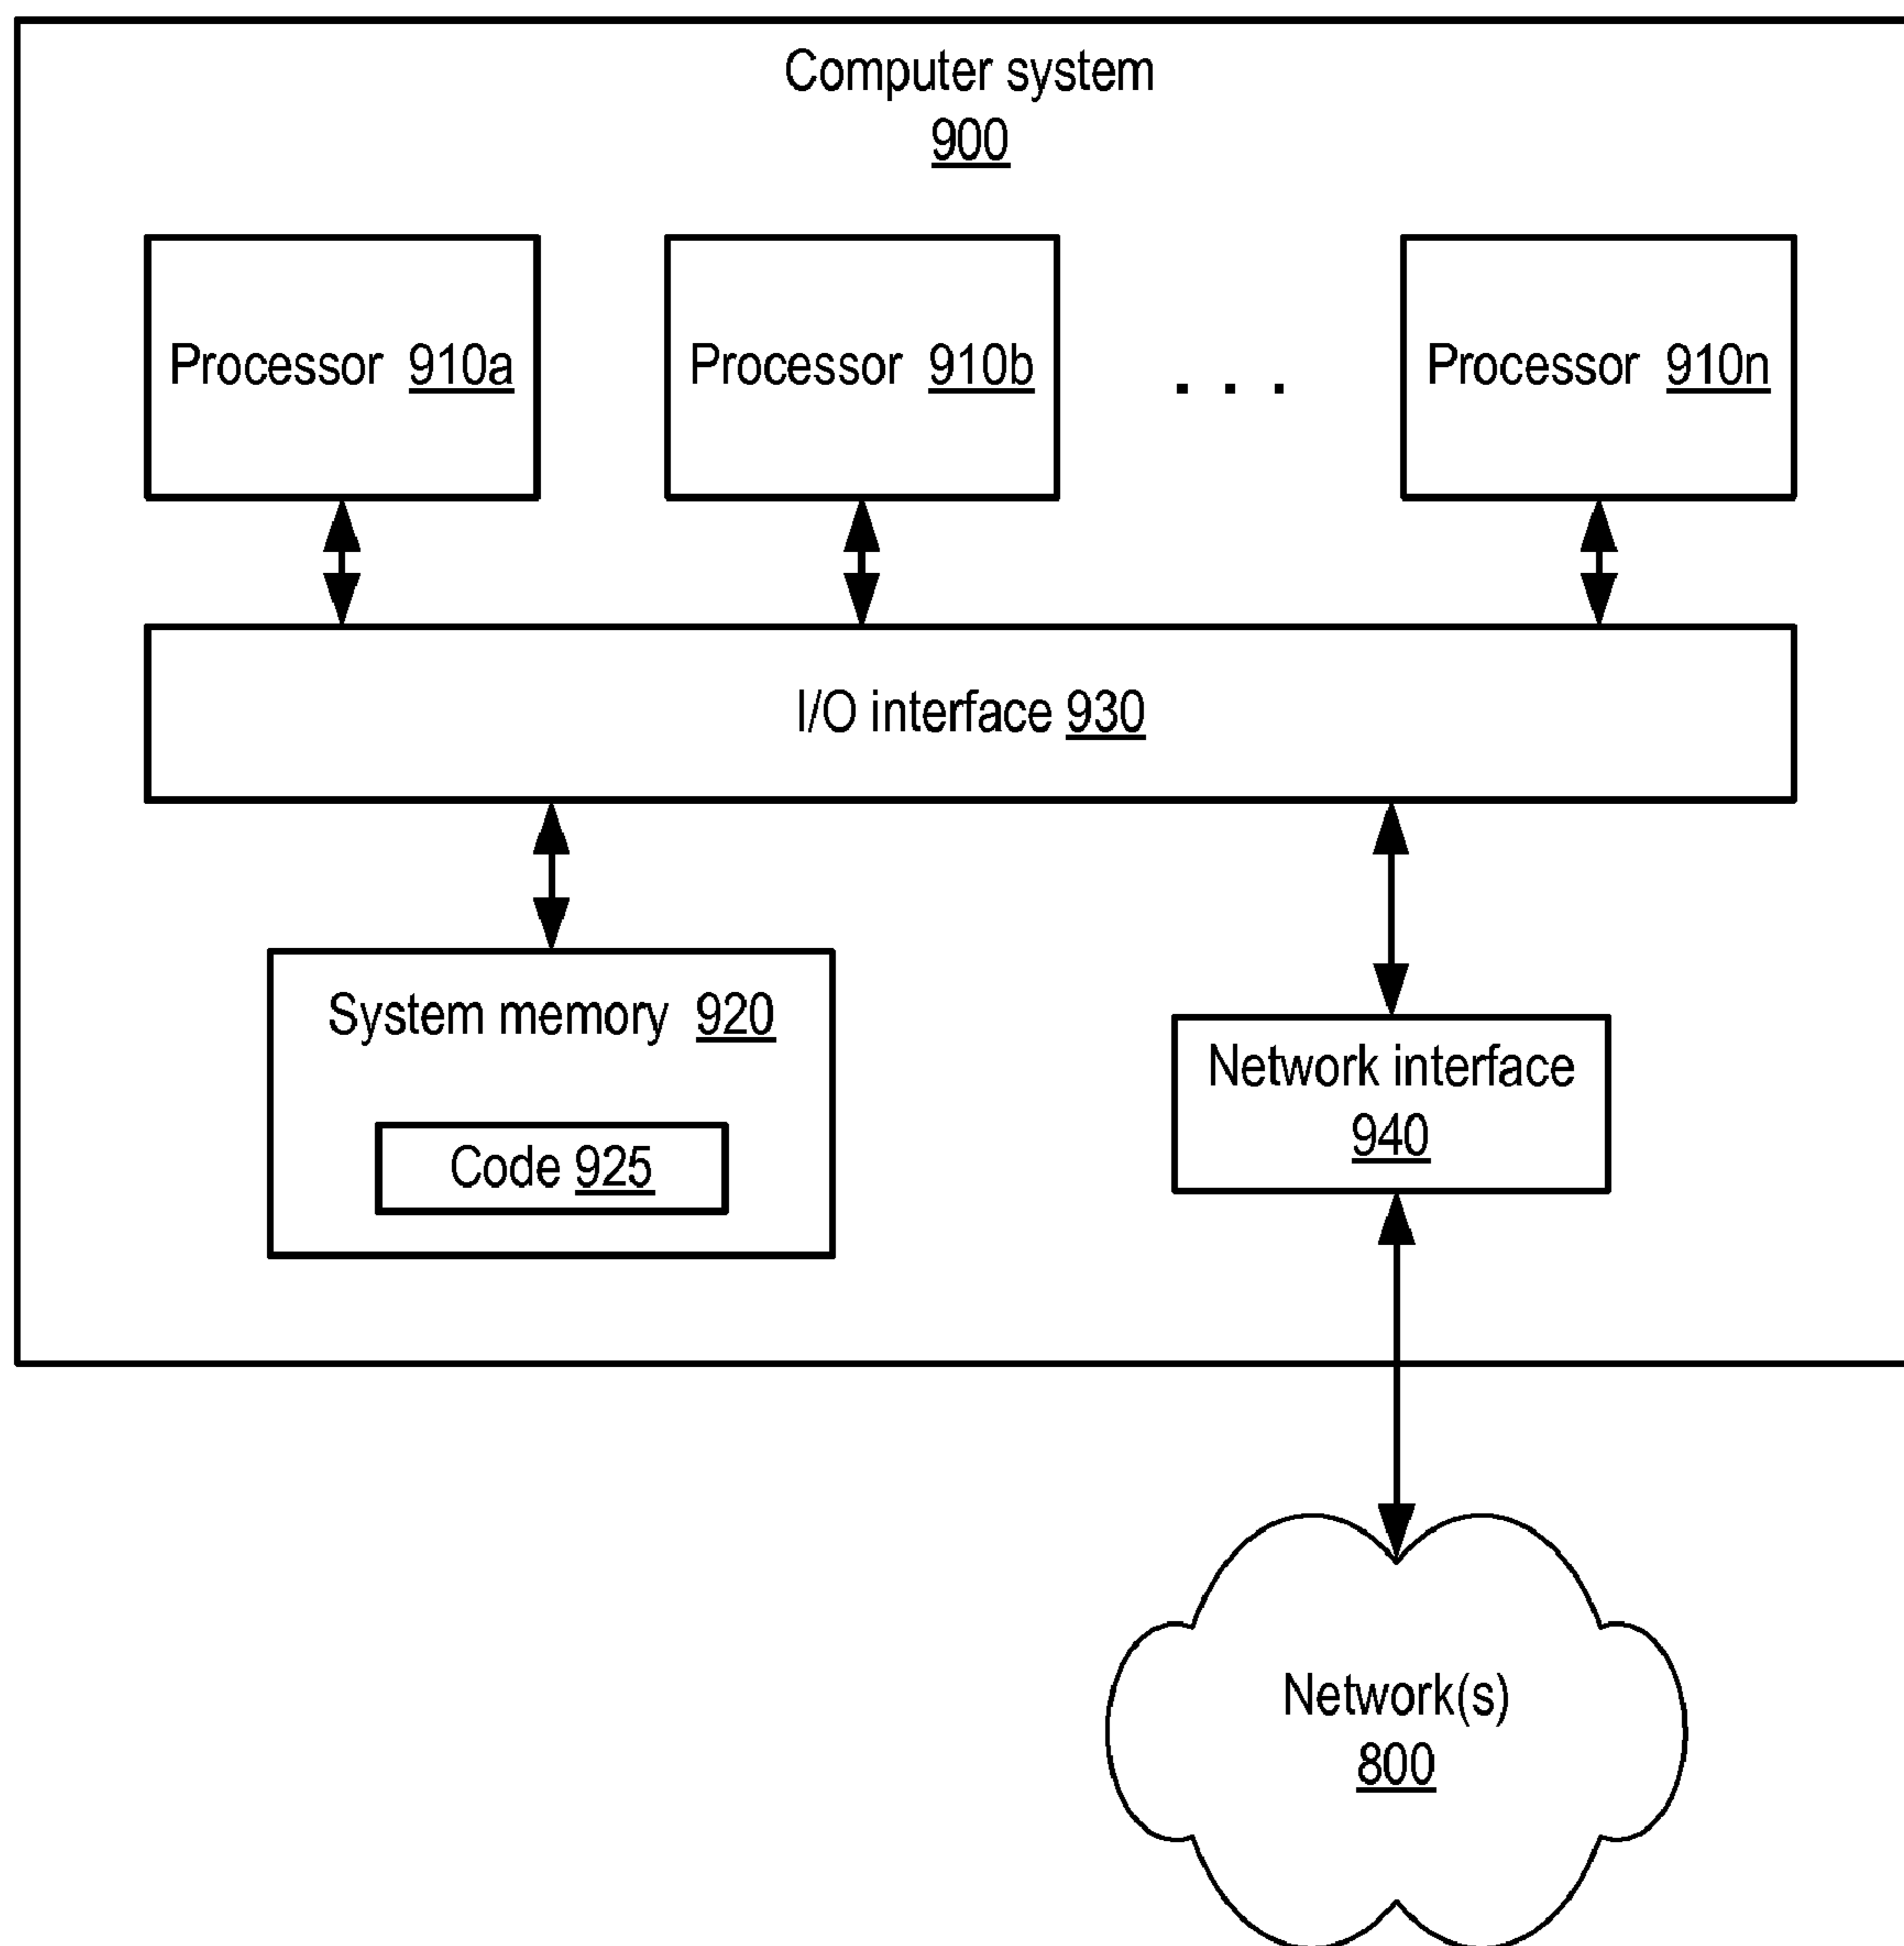 Computer system
900
Processor 910a
Processor 910b
. . .
Processor 910n
I/O interface 930
System memory 920
Code 925
Network interface
940
Network(s)
800